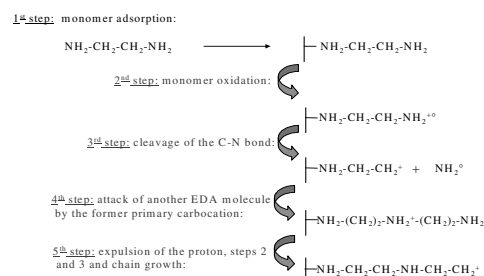 1st step: monomer adsorption:
NH2-CH2-CH2-NH2 NH2-CH2-CH2-NH2
2nd step: monomer oxidation:
NH2-CH2-CH2-NH2+°
3rd step: cleavage of the C-N bond:
NH2-CH2-CH2+ + NH2°
4th step: attack of another EDA molecule
by the former primary carbocation:
NH2-(CH2)2-NH2+-(CH2)2-NH2
5th step: expulsion of the proton, steps 2
and 3 and chain growth:
NH2-CH2-CH2-NH-CH2-CH2+